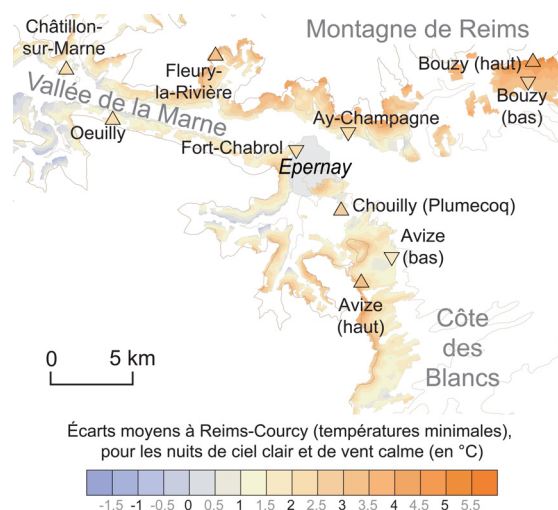 Châtillon-
sur-Marne
Montagne de Reims
Fleury-
la-Rivière
Bouzy (haut)
Bouzy
(bas)
Vallée de la Marne
Oeuilly
Ay-Champagne
Fort-Chabrol
Epernay
Chouilly (Plumecoq)
Avize
(bas)
Avize
(haut)
Côte
des
Blancs
0 5 km
Écarts moyens à Reims-Courcy (températures minimales),
pour les nuits de ciel clair et de vent calme (en °C)
-1.5 -1 -0.5 0 0.5 1 1.5 2 2.5 3 3.5 4 4.5 5 5.5